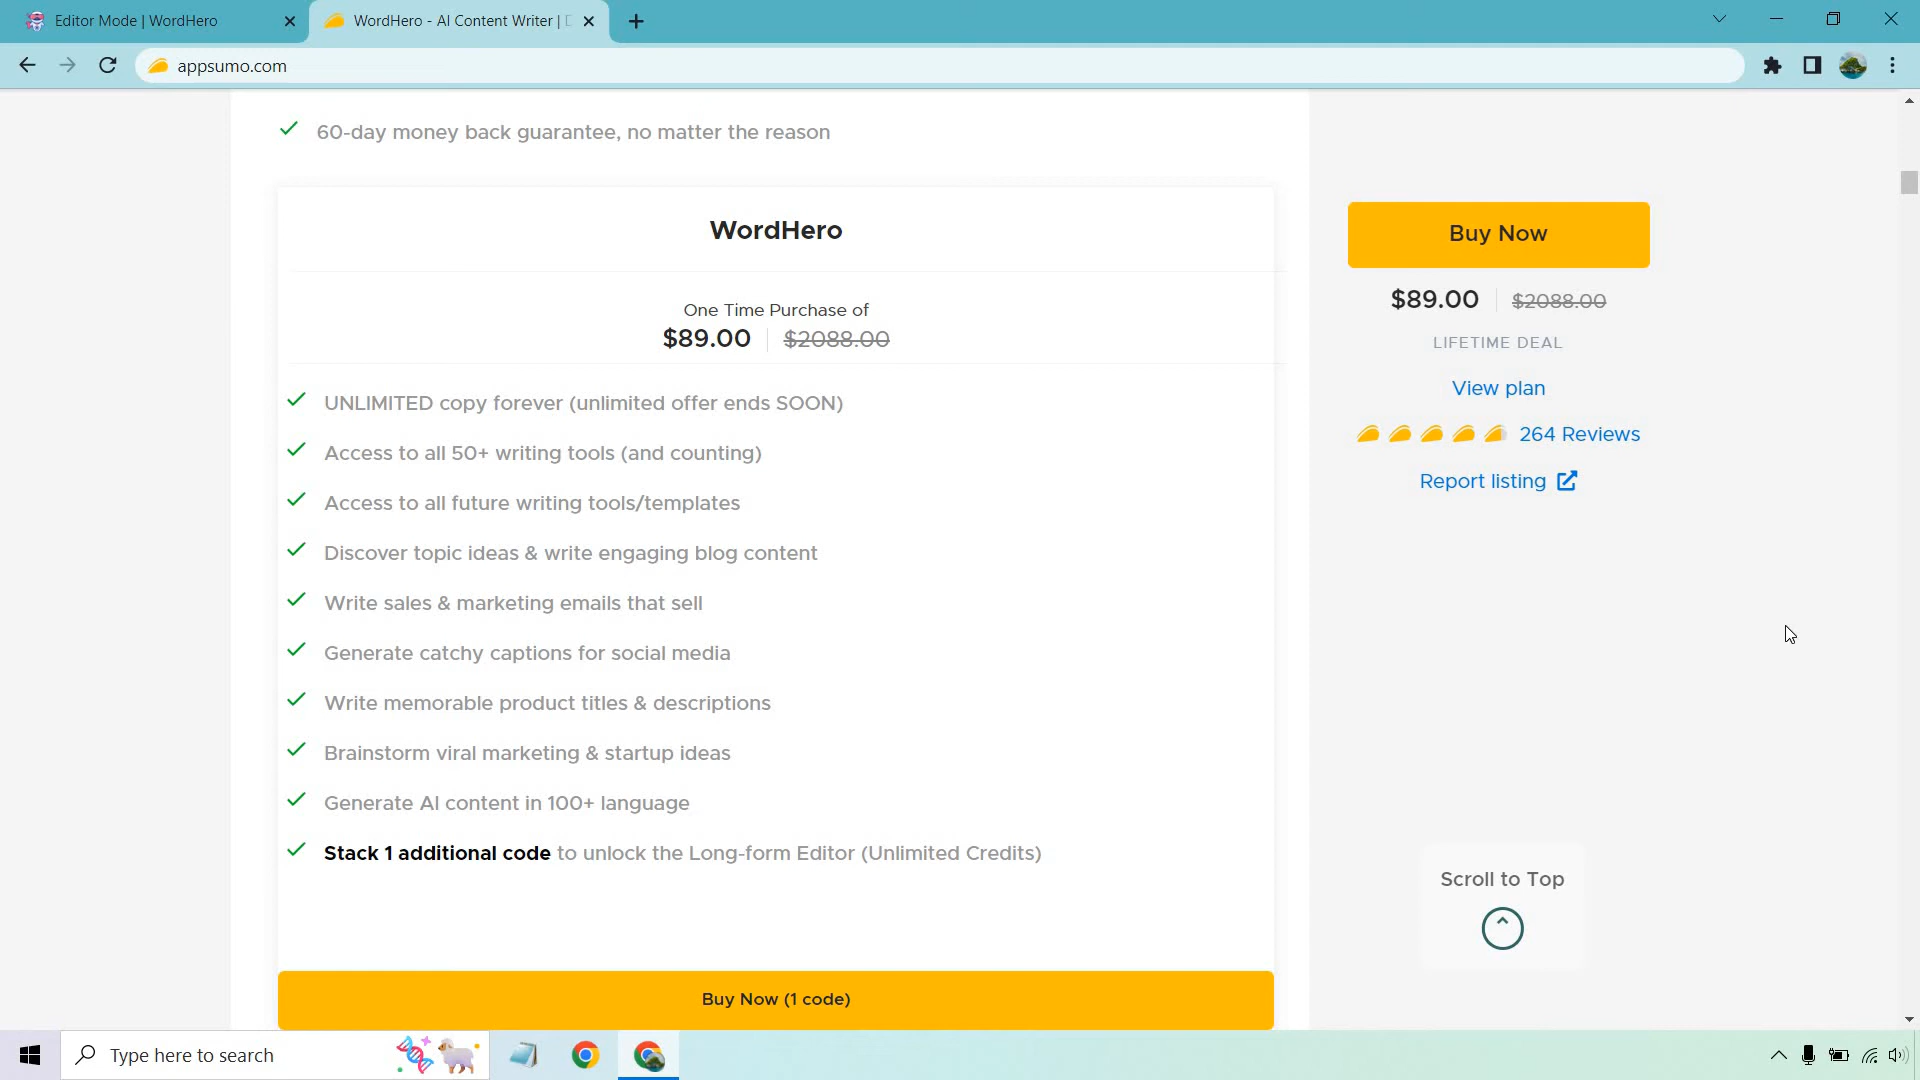 Editor Mode | WordHero
WordHero - AI Content Writer |
appsumo.com
60-day money back guarantee, no matter the reason
WordHero
One Time Purchase of
$89.00 $2088.00
UNLIMITED copy forever (unlimited offer ends SOON)
Access to all 50+ writing tools (and counting)
Access to all future writing tools/templates
Discover topic ideas & write engaging blog content
Write sales & marketing emails that sell
Generate catchy captions for social media
Write memorable product titles & descriptions
Brainstorm viral marketing & startup ideas
Generate AI content in 100+ language
Stack 1 additional code to unlock the Long-form Editor (Unlimited Credits)
Buy Now (1 code)
Buy Now
$89.00 $2088.00
LIFETIME DEAL
View plan
264 Reviews
Report listing
Scroll to Top
Type here to search